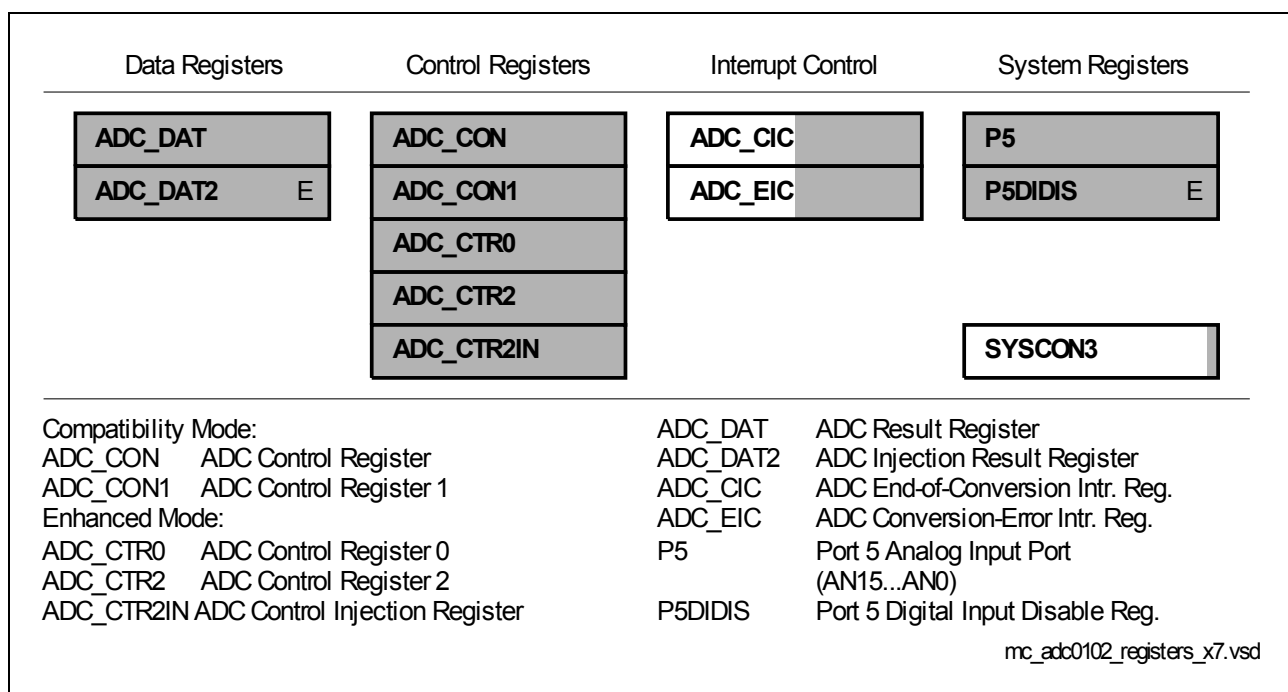 Data Registers Control Registers Interrupt Control System Registers
ADC_DAT ADC_CON ADC_CIC P5
ADC_DAT2 E ADC_CON1 ADC_EIC P5DIDIS E
ADC_CTR0
ADC_CTR2
ADC_CTR2IN SYSCON3
Compatibility Mode:
ADC_CON ADC Control Register
ADC_CON1 ADC Control Register 1
Enhanced Mode:
ADC_CTR0 ADC Control Register 0
ADC_CTR2 ADC Control Register 2
ADC_CTR2IN ADC Control Injection Register
ADC_DAT ADC Result Register
ADC_DAT2 ADC Injection Result Register
ADC_CIC ADC End-of-Conversion Intr. Reg.
ADC_EIC ADC Conversion-Error Intr. Reg.
P5 Port 5 Analog Input Port
(AN15...AN0)
P5DIDIS Port 5 Digital Input Disable Reg.
mc_adc0102_registers_x7.vsd